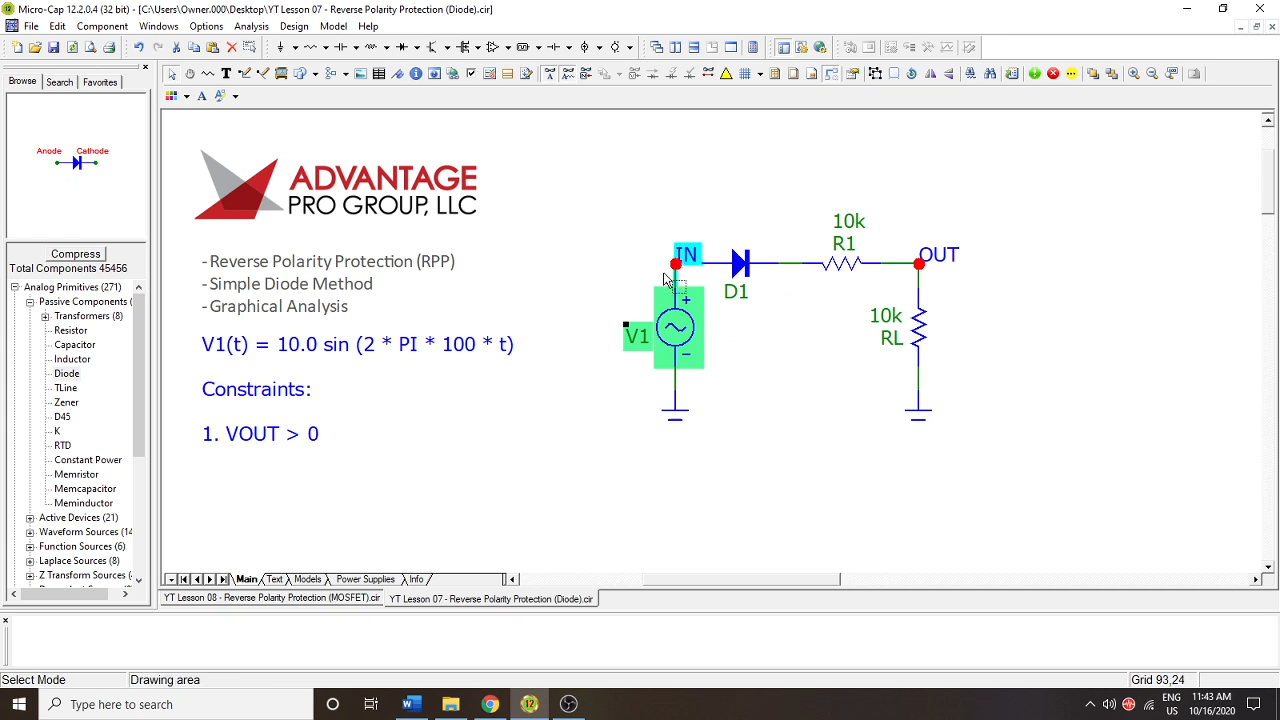 Micro-Cap 12.2.0.4 (32 bit) - [C:\Users\Owner.000\Desktop\YT Lesson 07 - Reverse Polarity Protection (Diode).cir]
File Edit Component Windows Options Analysis Design Model Help
Browse Search Favorites
Anode Cathode
Compress
Total Components 45456
Analog Primitives (271)
Passive Components (
Transformers (8)
Resistor
Capacitor
Inductor
Diode
TLine
Zener
D45
K
RTD
Constant Power
Memristor
Memcapacitor
Meminductor
Active Devices (21)
Waveform Sources (14
Function Sources (6)
Laplace Sources (8)
Z Transform Sources (
ADVANTAGE
PRO GROUP, LLC
- Reverse Polarity Protection (RPP)
- Simple Diode Method
- Graphical Analysis
V1(t) = 10.0 sin (2 * PI * 100 * t)
Constraints:
1. VOUT > 0
IN
D1
10k
R1
OUT
10k
RL
V1
+
-
Main Text Models Power Supplies Info
YT Lesson 08 - Reverse Polarity Protection (MOSFET).cir YT Lesson 07 - Reverse Polarity Protection (Diode).cir
Select Mode Drawing area Grid 93,24
Type here to search
12
ENG
US
11:43 AM
10/16/2020